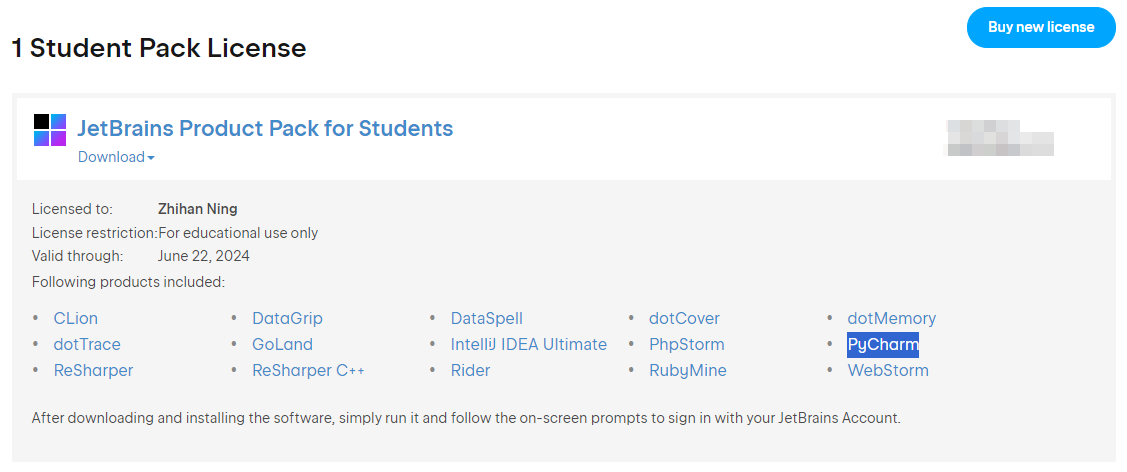 Buy new license
1 Student Pack License
JetBrains Product Pack for Students
Download
Licensed to: Zhihan Ning
License restriction:For educational use only
Valid through: June 22, 2024
Following products included:
• CLion • DataGrip • DataSpell • dotCover • dotMemory
• dotTrace • GoLand • IntelliJ IDEA Ultimate • PhpStorm • PyCharm
• ReSharper • ReSharper C++ • Rider • RubyMine • WebStorm
After downloading and installing the software, simply run it and follow the on-screen prompts to sign in with your JetBrains Account.